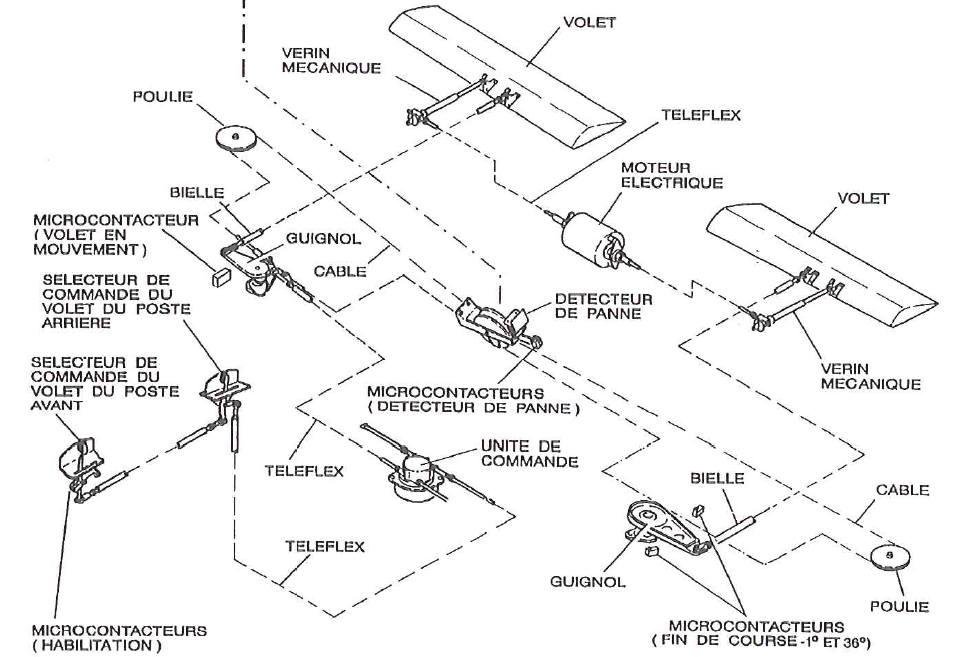 VOLET
VERIN
MECANIQUE
POULIE
TELEFLEX
MOTEUR
ELECTRIQUE
BIELLE
VOLET
MICROCONTACTEUR
( VOLET EN
MOUVEMENT )
GUIGNOL
CABLE
SELECTEUR DE
COMMANDE DU
VOLET DU POSTE
ARRIERE
DETECTEUR
DE PANNE
SELECTEUR DE
COMMANDE DU
VOLET DU POSTE
AVANT
MICROCONTACTEURS
( DETECTEUR DE PANNE )
VERIN
MECANIQUE
UNITE DE
COMMANDE
TELEFLEX
BIELLE
CABLE
TELEFLEX
GUIGNOL
POULIE
MICROCONTACTEURS
(HABILITATION )
MICROCONTACTEURS
( FIN DE COURSE -1° ET 36°)